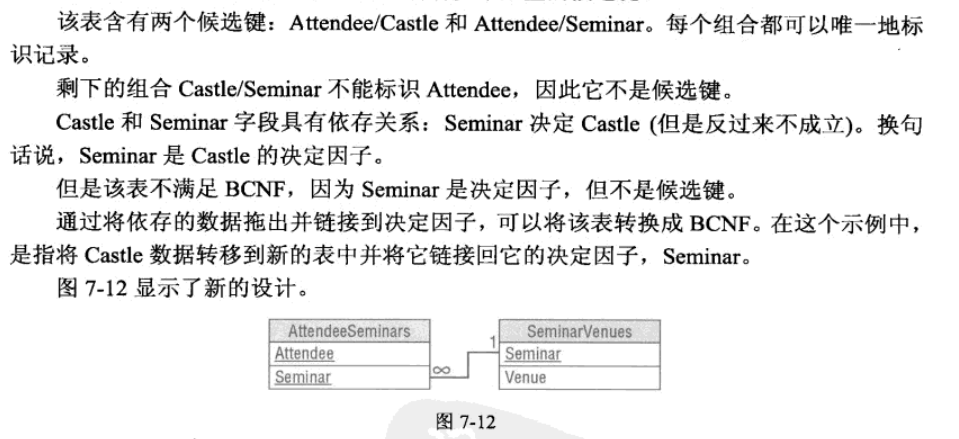 该表含有两个候选键：Attendee/Castle 和 Attendee/Seminar。每个组合都可以唯一地标
识记录。
剩下的组合 Castle/Seminar 不能标识 Attendee，因此它不是候选键。
Castle 和 Seminar 字段具有依存关系：Seminar 决定 Castle (但是反过来不成立)。换句
话说，Seminar 是 Castle 的决定因子。
但是该表不满足 BCNF，因为 Seminar 是决定因子，但不是候选键。
通过将依存的数据拖出并链接到决定因子，可以将该表转换成 BCNF。在这个示例中，
是指将 Castle 数据转移到新的表中并将它链接回它的决定因子，Seminar。
图 7-12 显示了新的设计。
AttendeeSeminars
Attendee
Seminar
∞
1
SeminarVenues
Seminar
Venue
图 7-12